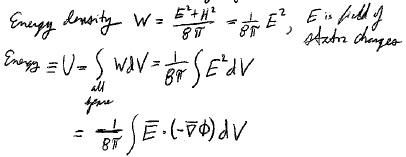 Energy density W = (E²+H²)/8π = 1/8π E², E is field of
static charges
Energy ≡ U = ∫ WdV = 1/8π ∫ E² dV
all
space
= 1/8π ∫ E̅ · (-∇̅Φ) dV